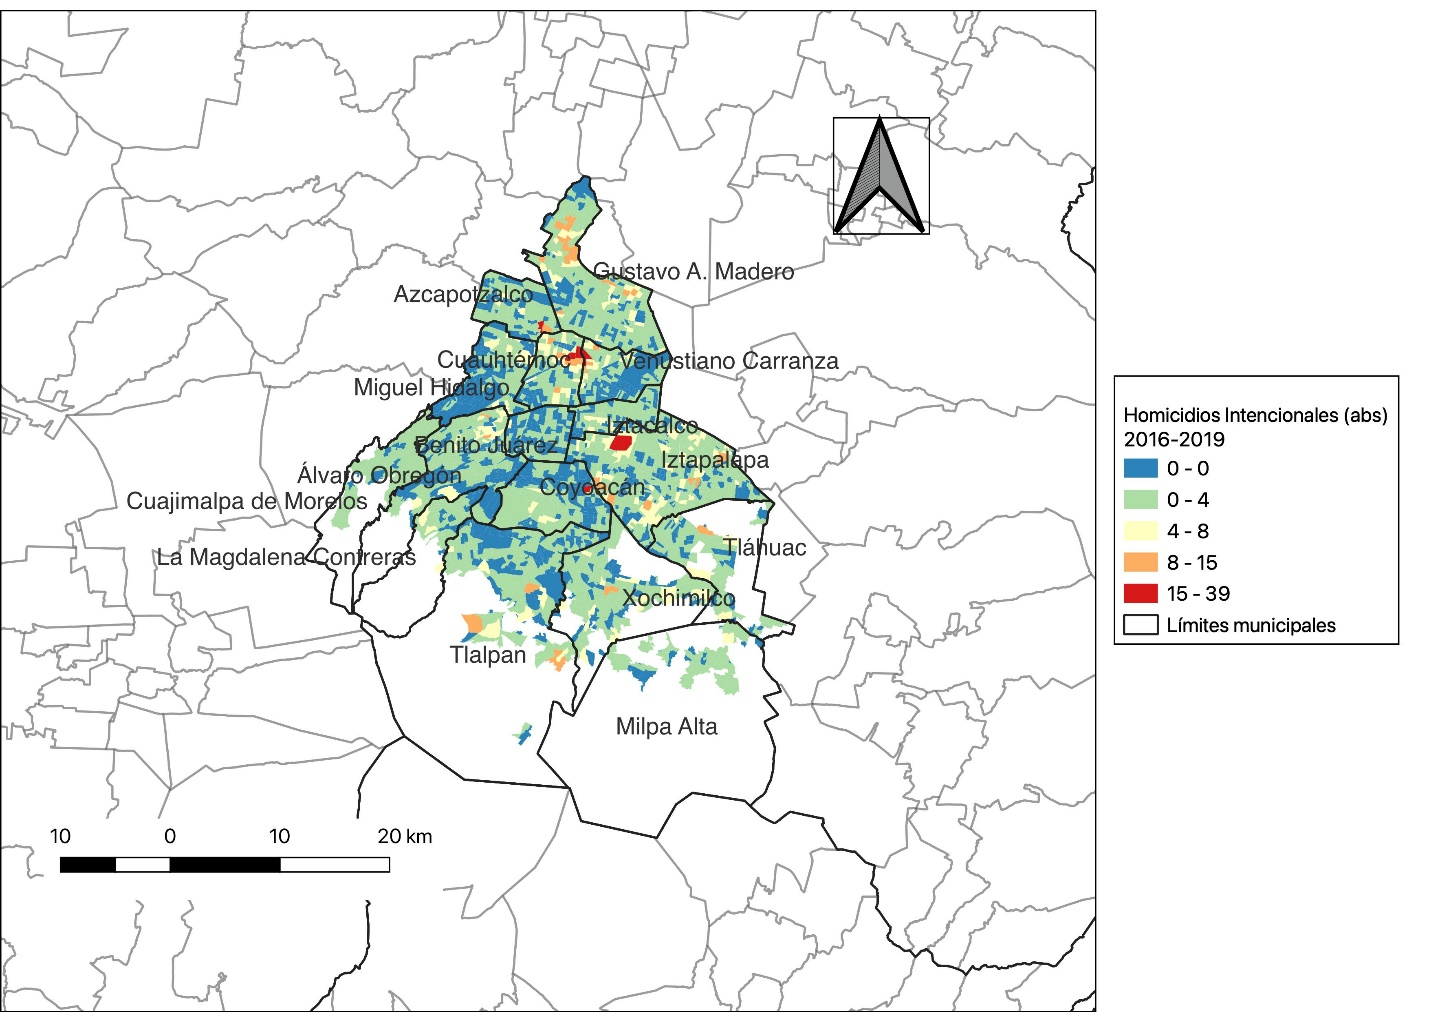 Gustavo A. Madero
Azcapotzalco
Cuauhtémoc
Venustiano Carranza
Miguel Hidalgo
Iztacalco
Benito Juárez
Iztapalapa
Álvaro Obregón
Coyoacán
Cuajimalpa de Morelos
Tláhuac
La Magdalena Contreras
Xochimilco
Tlalpan
Milpa Alta
10 0 10 20 km
Homicidios Intencionales (abs)
2016-2019
0 - 0
0 - 4
4 - 8
8 - 15
15 - 39
Límites municipales